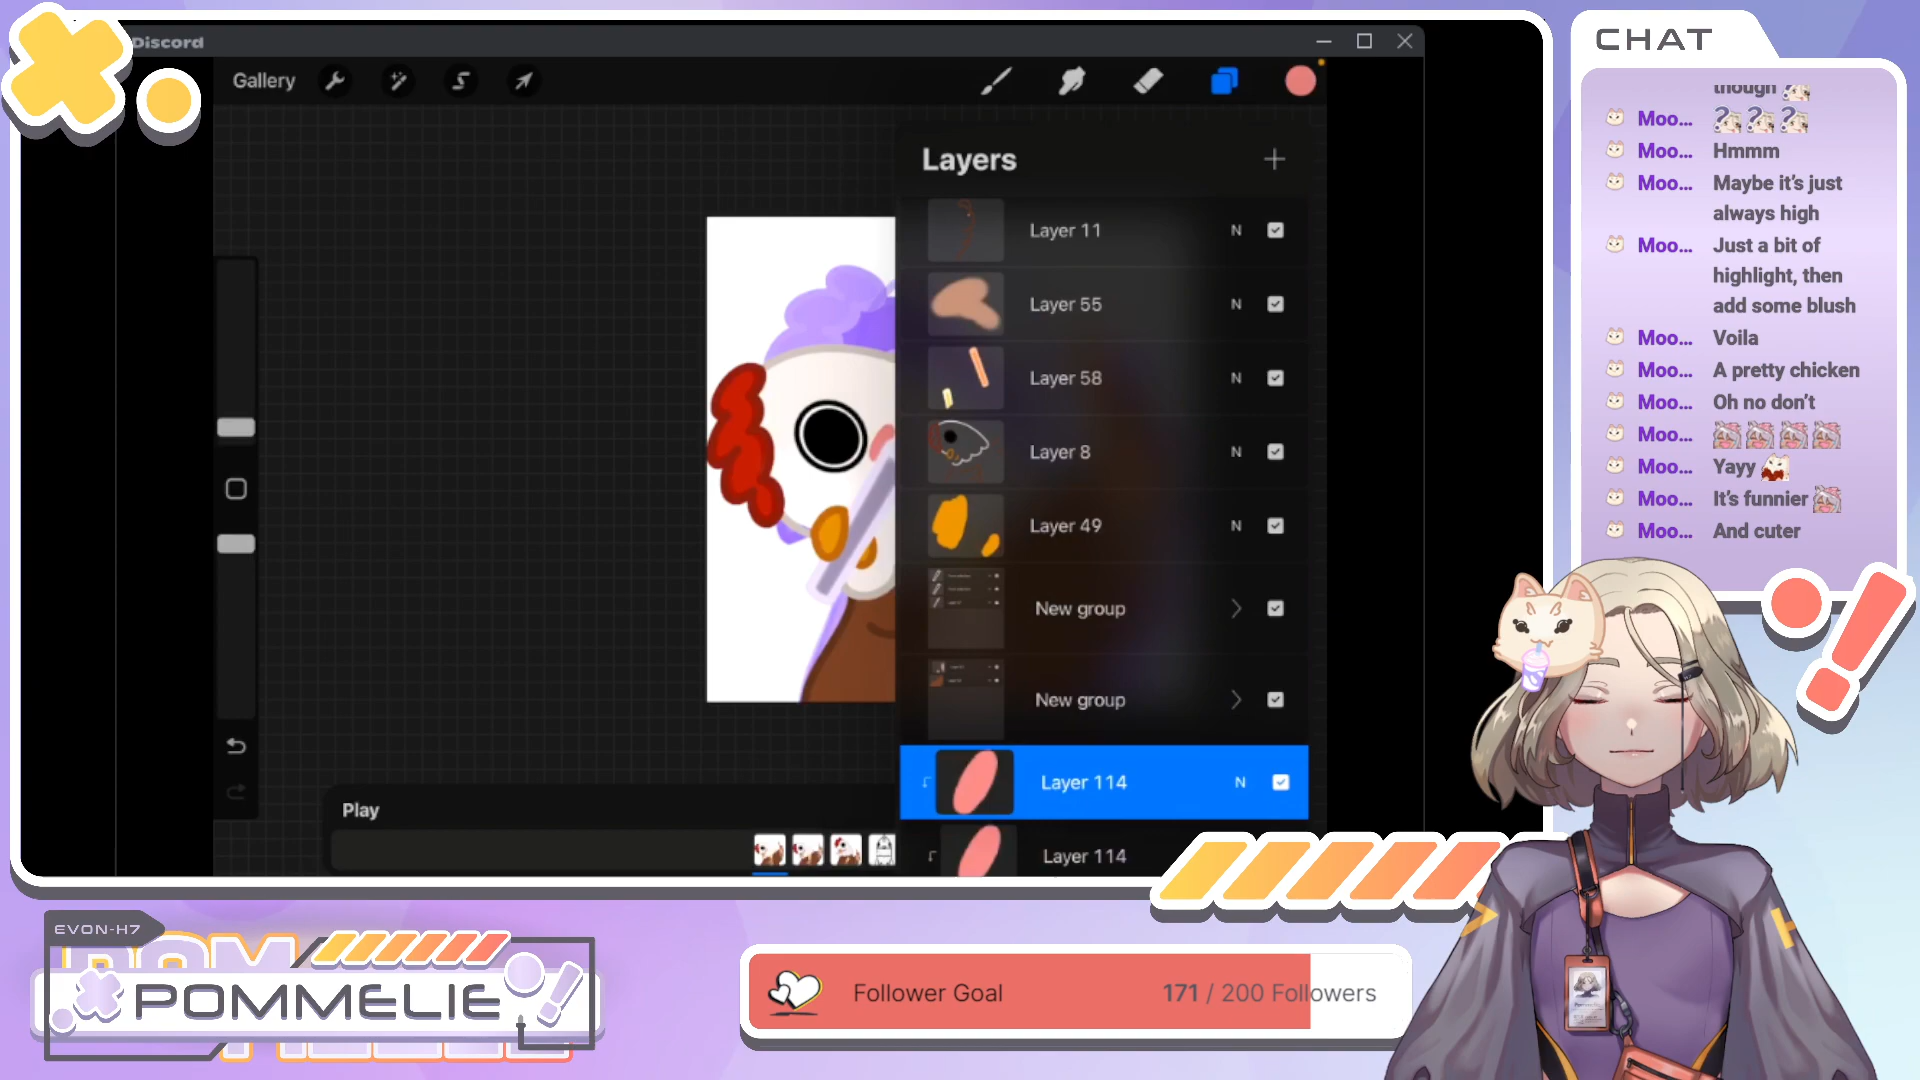 Discord
Gallery
Layers
Layer 11 N
Layer 55 N
Layer 58 N
Layer 8 N
Layer 49 N
New group
New group
Layer 114 N
Layer 114
Play
CHAT
though
Moo...
Moo... Hmmm
Moo... Maybe it's just
always high
Moo... Just a bit of
highlight, then
add some blush
Moo... Voila
Moo... A pretty chicken
Moo... Oh no don't
Moo...
Moo... Yayy
Moo... It's funnier
Moo... And cuter
EVON-H7
POMMELIE
Follower Goal 171 / 200 Followers